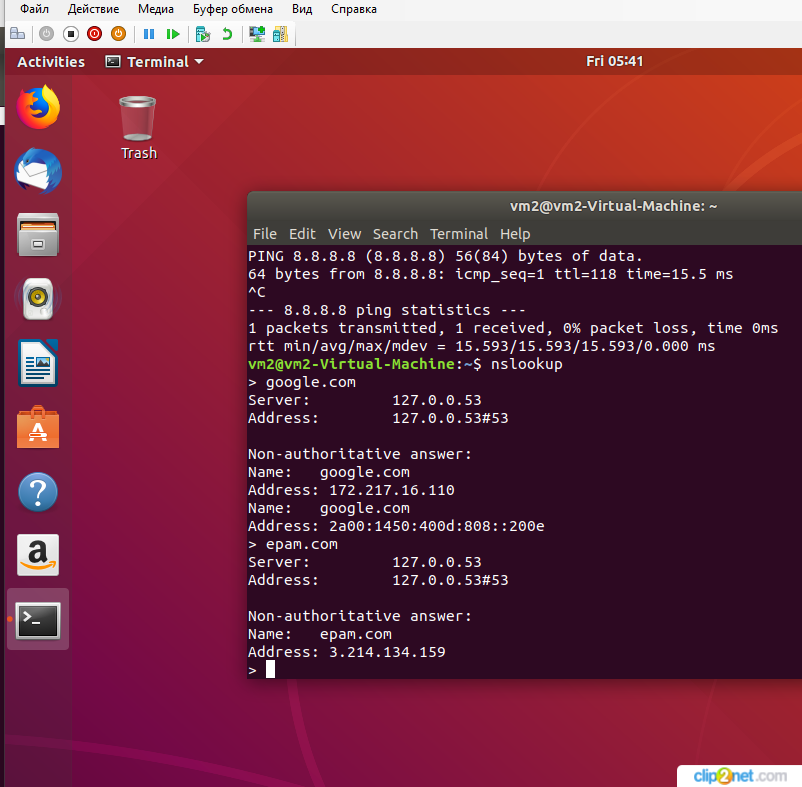 Файл Действие Медиа Буфер обмена Вид Справка
Activities Terminal Fri 05:41
Trash
vm2@vm2-Virtual-Machine: ~
File Edit View Search Terminal Help
PING 8.8.8.8 (8.8.8.8) 56(84) bytes of data.
64 bytes from 8.8.8.8: icmp_seq=1 ttl=118 time=15.5 ms
^C
--- 8.8.8.8 ping statistics ---
1 packets transmitted, 1 received, 0% packet loss, time 0ms
rtt min/avg/max/mdev = 15.593/15.593/15.593/0.000 ms
vm2@vm2-Virtual-Machine:~$ nslookup
> google.com
Server: 127.0.0.53
Address: 127.0.0.53#53
Non-authoritative answer:
Name: google.com
Address: 172.217.16.110
Name: google.com
Address: 2a00:1450:400d:808::200e
> epam.com
Server: 127.0.0.53
Address: 127.0.0.53#53
Non-authoritative answer:
Name: epam.com
Address: 3.214.134.159
>
clip2net.com